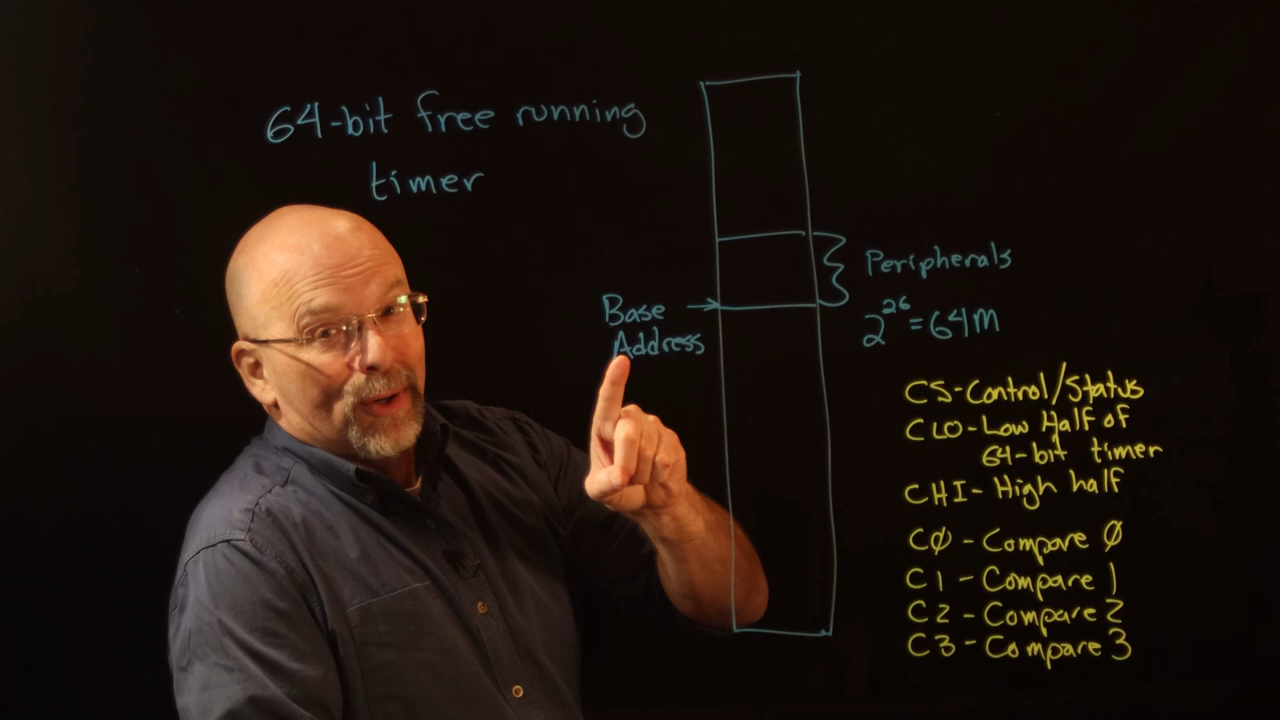 64-bit free running
timer
Base
Address
Peripherals
2²⁶=64M
CS-Control/Status
CLO-Low Half of
64-bit timer
CHI-High half
CØ-Compare Ø
C1-Compare 1
C2-Compare 2
C3-Compare 3